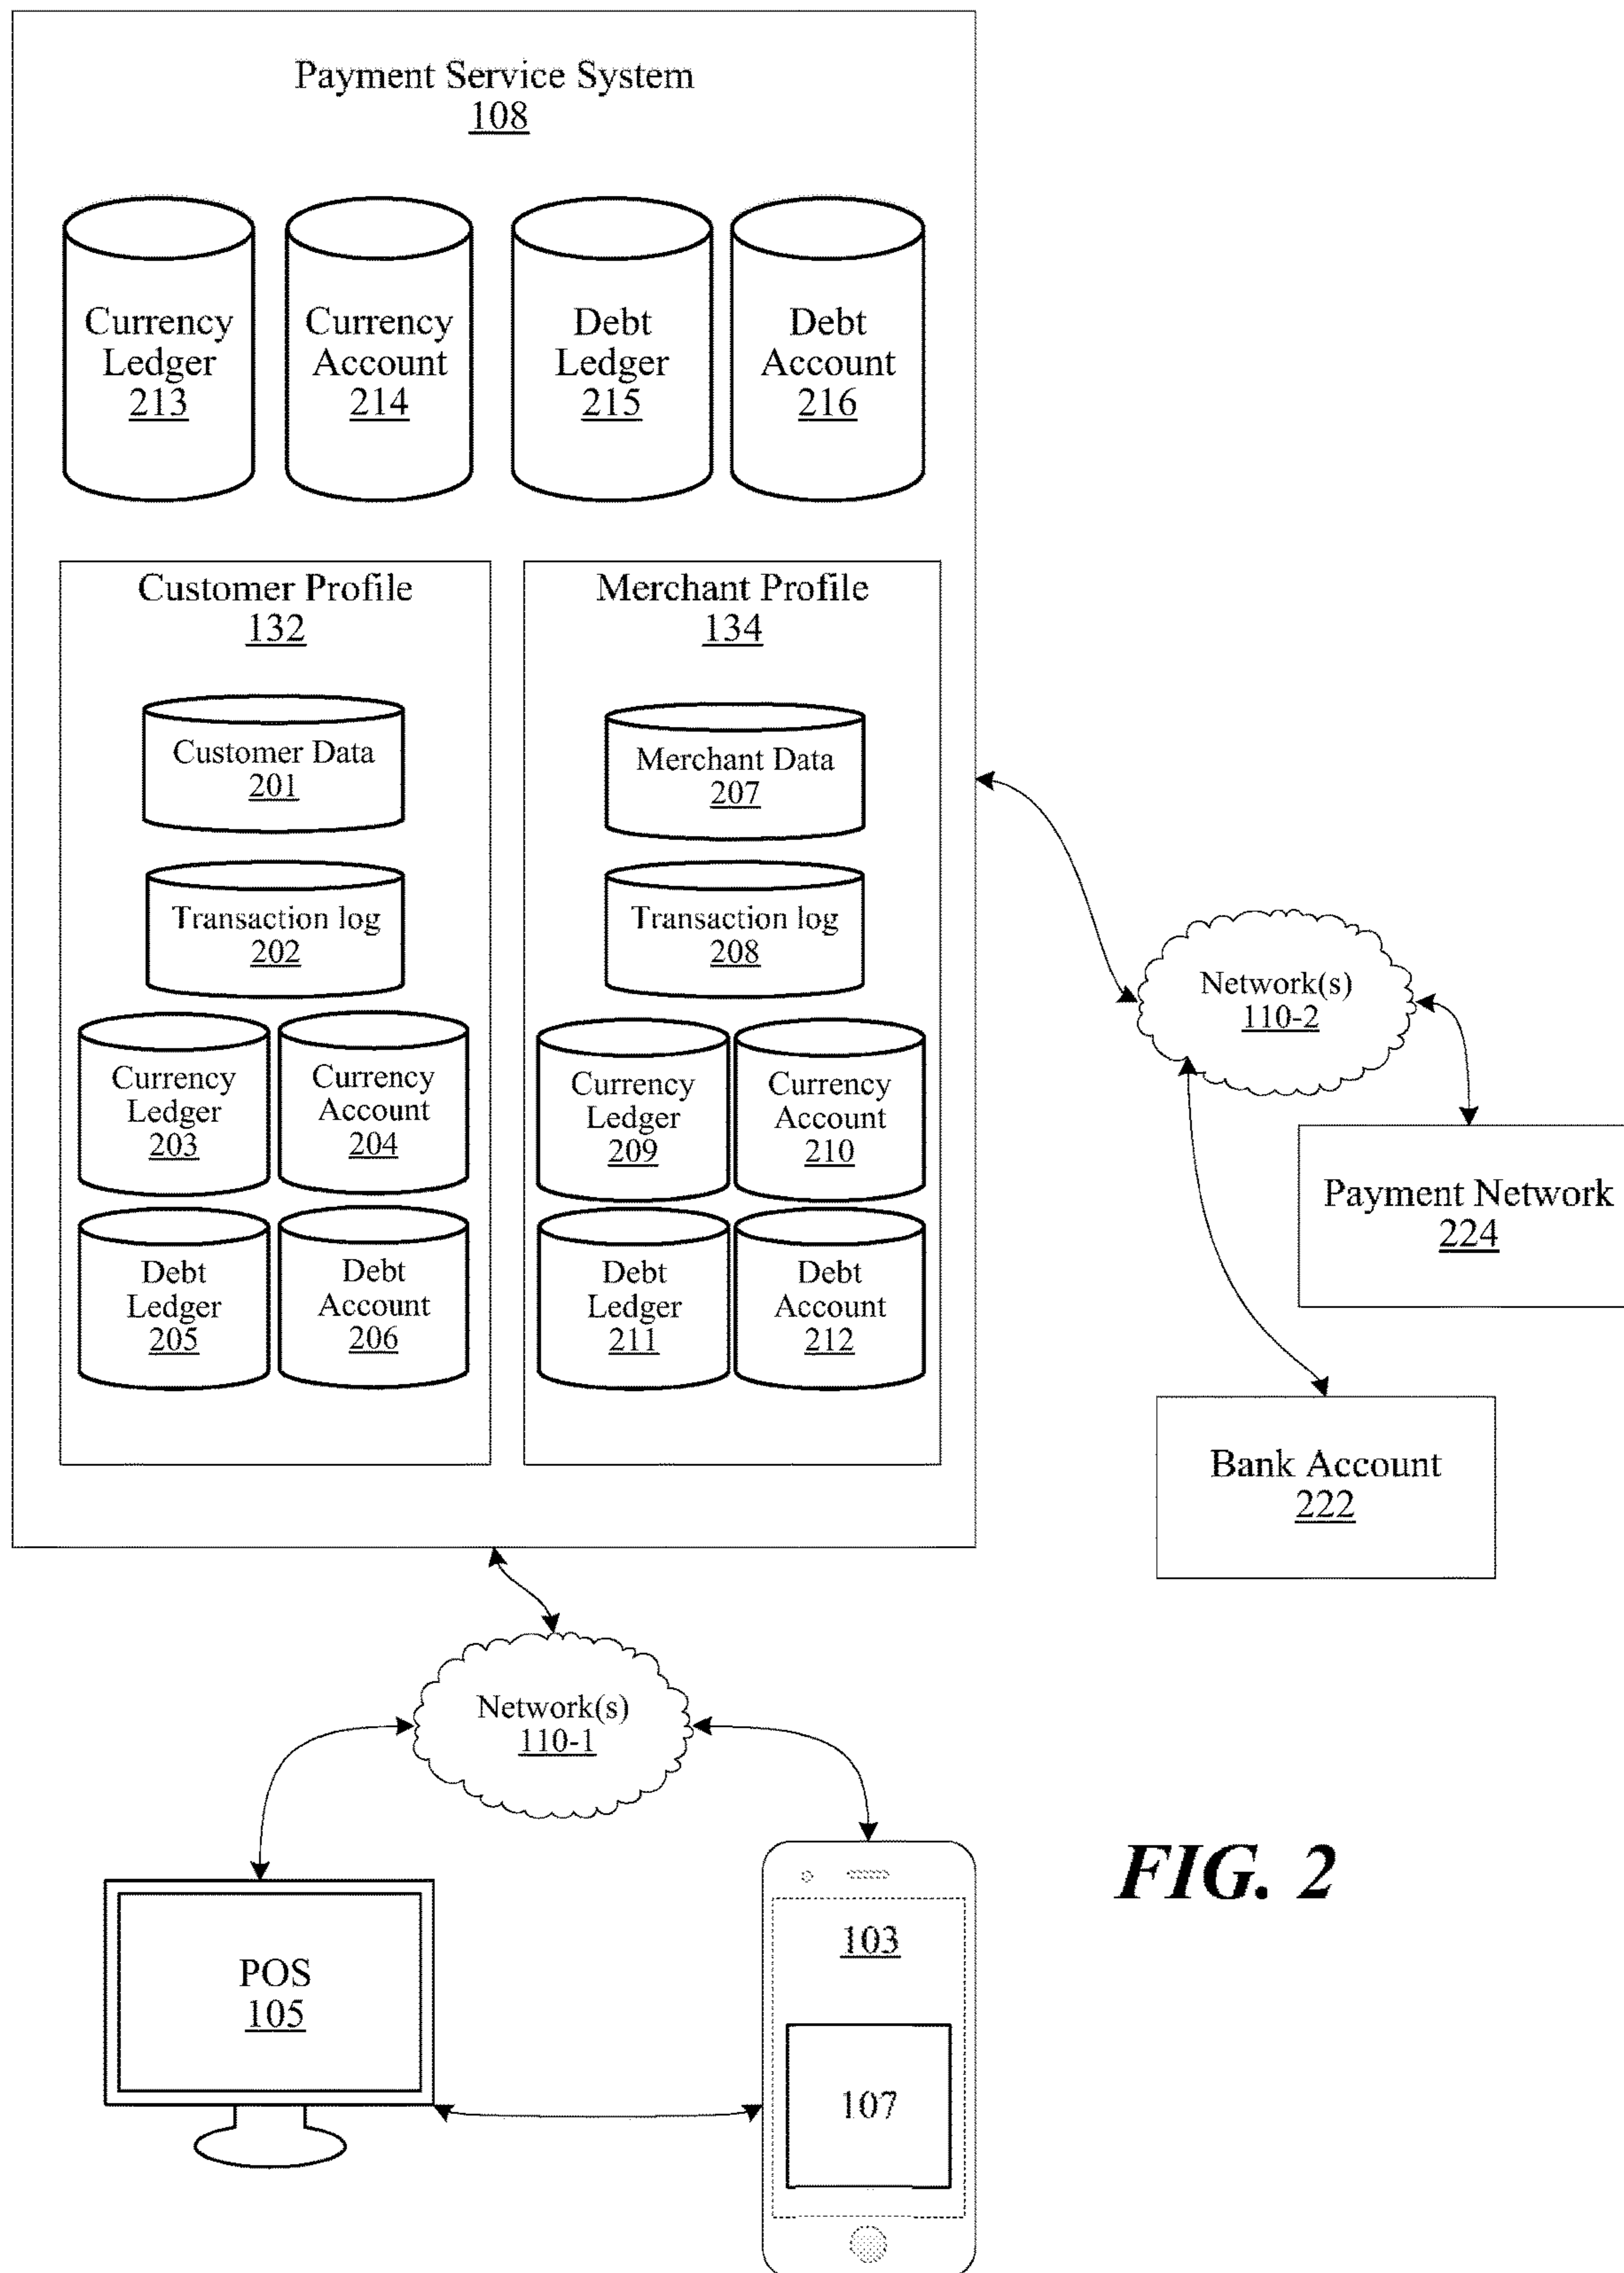 Payment Service System
108
Currency
Ledger
213
Currency
Account
214
Debt
Ledger
215
Debt
Account
216
Customer Profile
132
Customer Data
201
Transaction log
202
Currency
Ledger
203
Currency
Account
204
Debt
Ledger
205
Debt
Account
206
Merchant Profile
134
Merchant Data
207
Transaction log
208
Currency
Ledger
209
Currency
Account
210
Debt
Ledger
211
Debt
Account
212
Network(s)
110-2
Payment Network
224
Bank Account
222
Network(s)
110-1
POS
105
103
107
FIG. 2